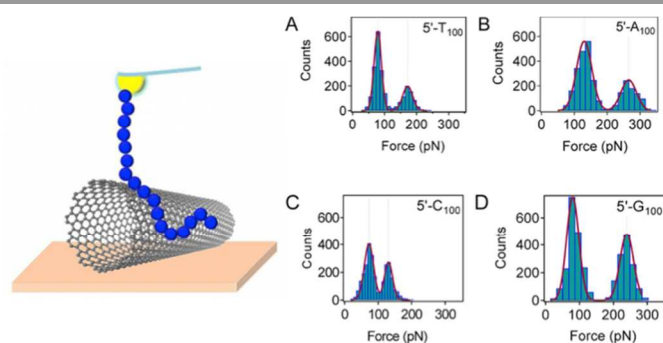 A
5'-T100
Counts
600
400
200
0
0 100 200 300
Force (pN)
B
5'-A100
Counts
600
400
200
0
0 100 200 300
Force (pN)
C
5'-C100
Counts
600
400
200
0
0 100 200 300
Force (pN)
D
5'-G100
Counts
600
400
200
0
0 100 200 300
Force (pN)